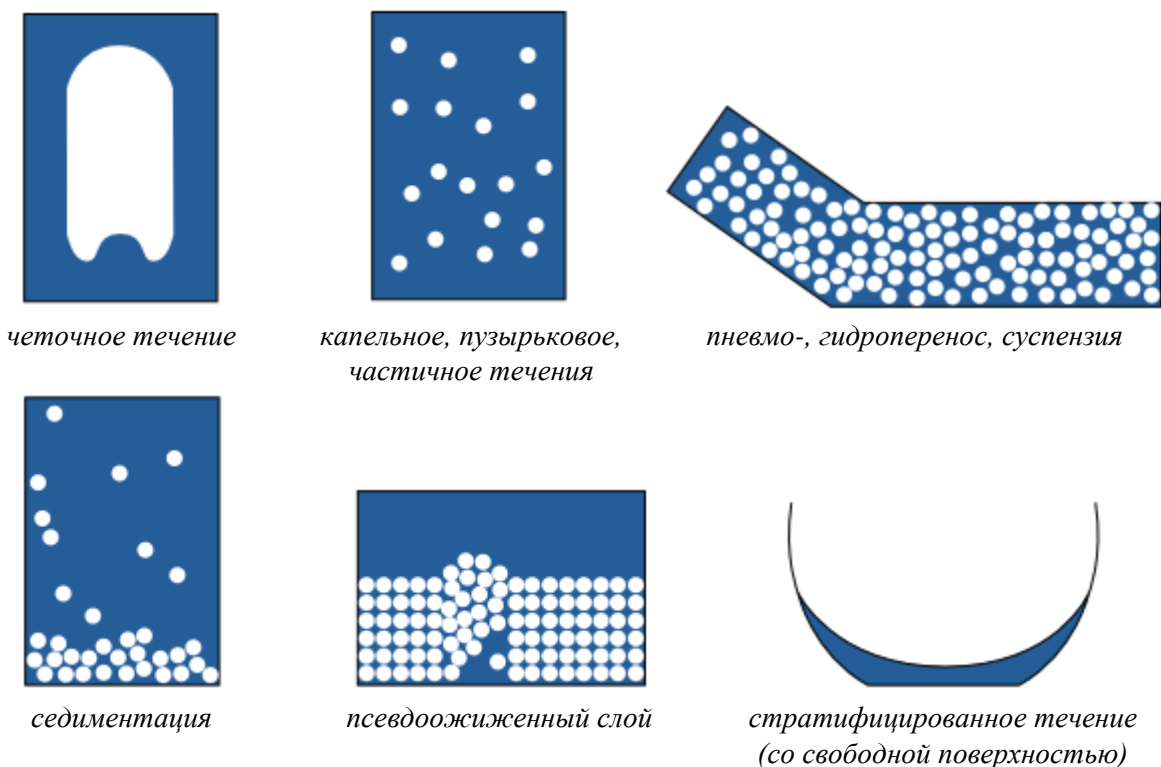 четочное течение
капельное, пузырьковое,
частичное течения
пневмо-, гидроперенос, суспензия
седиментация
псевдоожиженный слой
стратифицированное течение
(со свободной поверхностью)